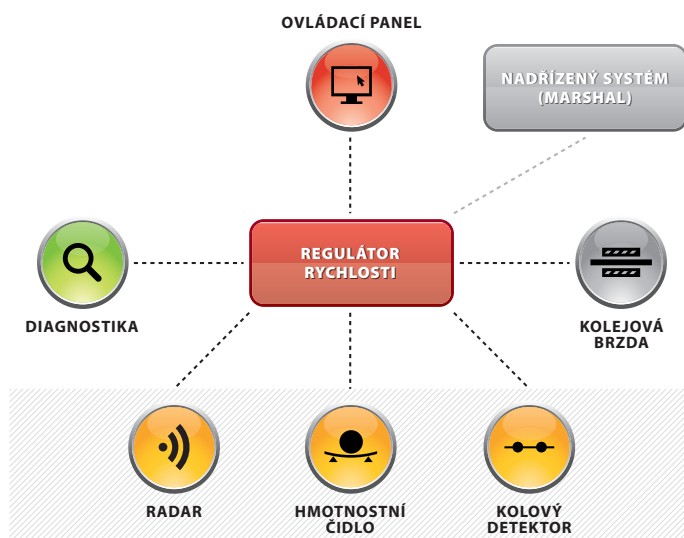 OVLÁDACÍ PANEL
NADŘÍZENÝ SYSTÉM
(MARSHAL)
REGULÁTOR
RYCHLOSTI
DIAGNOSTIKA
KOLEJOVÁ
BRZDA
RADAR
HMOTNOSTNÍ
ČIDLO
KOLOVÝ
DETEKTOR